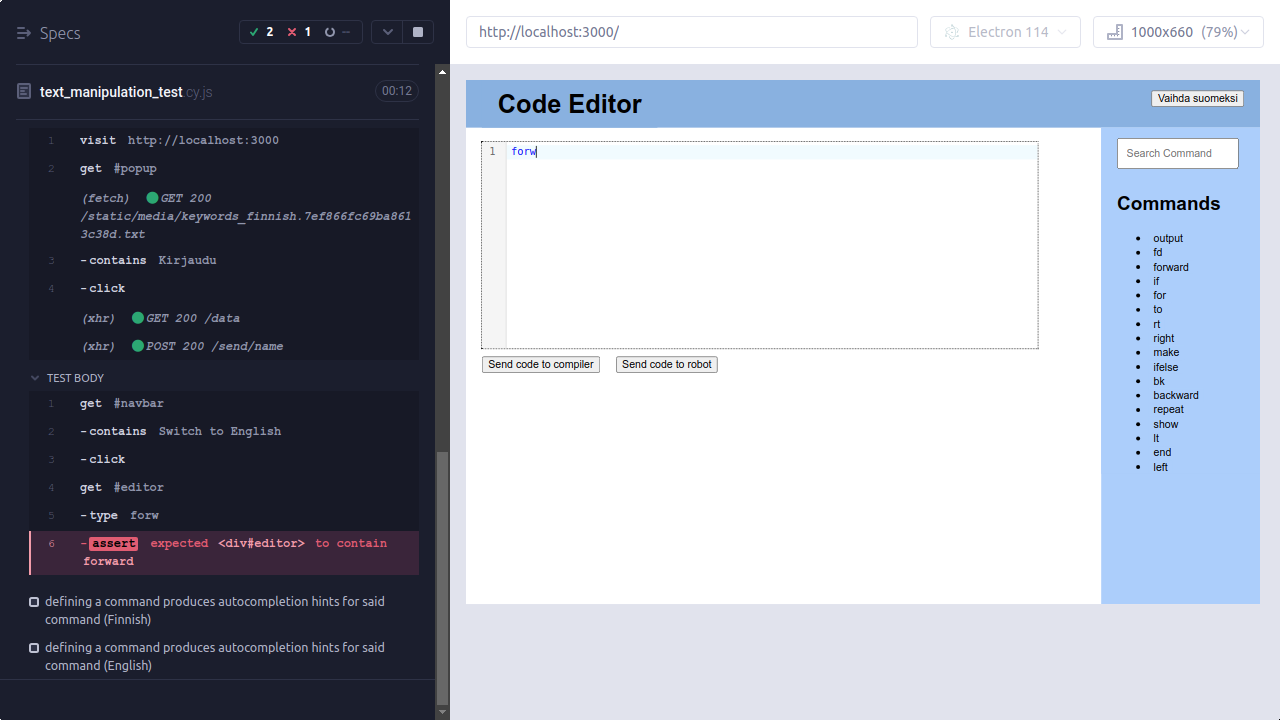 Specs
2 1 --
text_manipulation_test.cy.js 00:12
1 visit http://localhost:3000
2 get #popup
(fetch) GET 200
/static/media/keywords_finnish.7ef866fc69ba861
3c38d.txt
3 -contains Kirjaudu
4 -click
(xhr) GET 200 /data
(xhr) POST 200 /send/name
TEST BODY
1 get #navbar
2 -contains Switch to English
3 -click
4 get #editor
5 -type forw
6 -assert expected <div#editor> to contain
forward
defining a command produces autocompletion hints for said
command (Finnish)
defining a command produces autocompletion hints for said
command (English)
http://localhost:3000/
Electron 114
1000x660 (79%)
Code Editor
Vaihda suomeksi
1 forw
Send code to compiler
Send code to robot
Search Command
Commands
output
fd
forward
if
for
to
rt
right
make
ifelse
bk
backward
repeat
show
lt
end
left